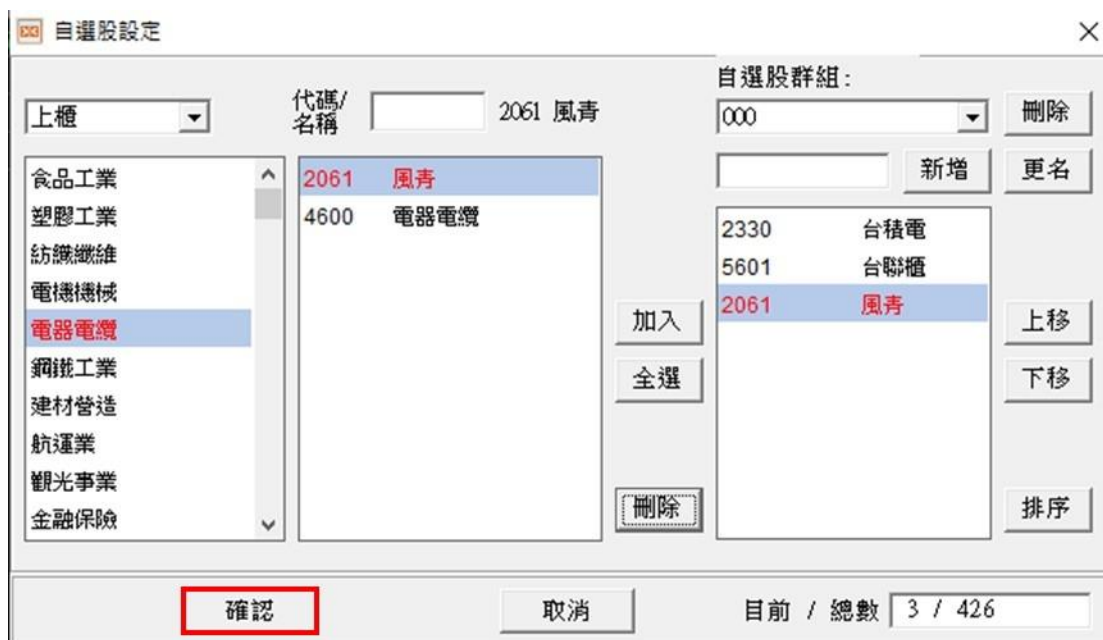 自選股設定
上櫃
代碼/
名稱
2061 風青
自選股群組:
000
刪除
新增
更名
食品工業
塑膠工業
紡織纖維
電機機械
電器電纜
鋼鐵工業
建材營造
航運業
觀光事業
金融保險
2061 風青
4600 電器電纜
加入
全選
刪除
2330 台積電
5601 台聯櫃
2061 風青
上移
下移
排序
確認
取消
目前 / 總數 3 / 426